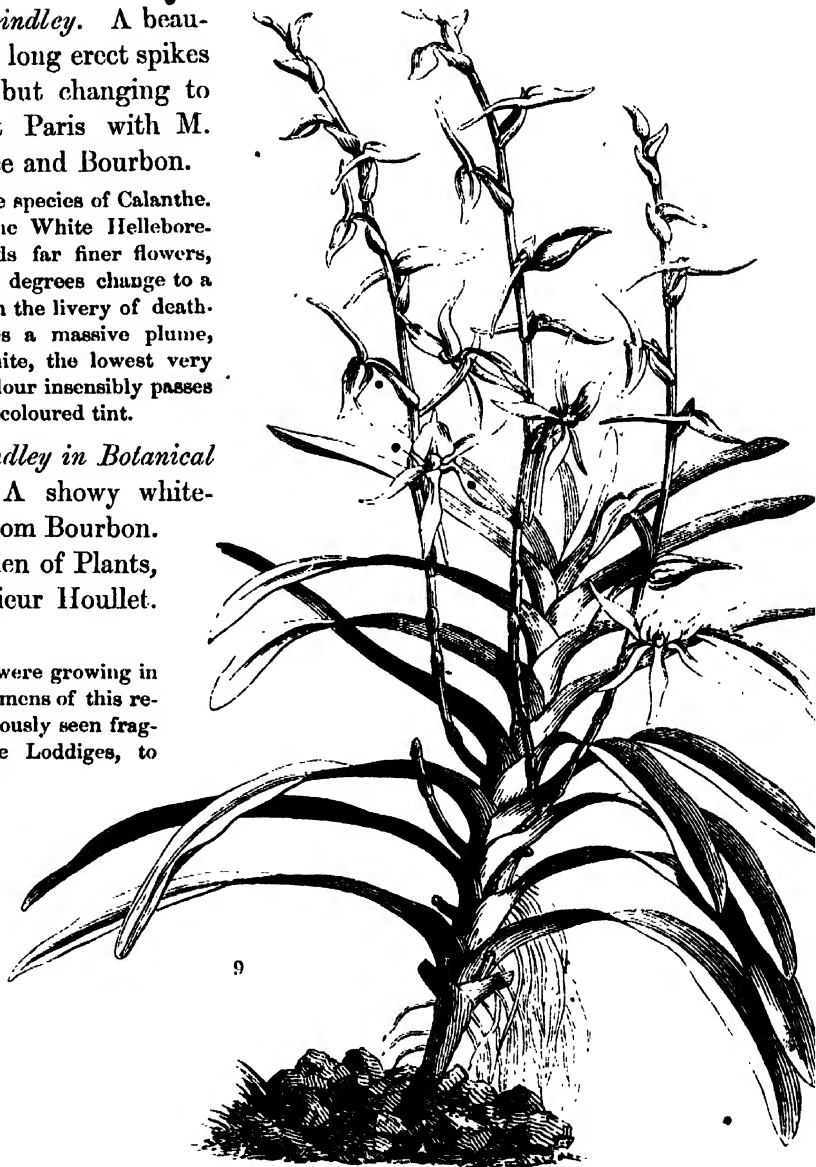 indley. A beau-
long erect spikes
but changing to
Paris with M.
e and Bourbon.
e species of Calanthe.
White Hellebore-
ds far finer flowers,
degrees change to a
n the livery of death.
s a massive plume,
ite, the lowest very
lour insensibly passes
coloured tint.
dley in Botanical
A showy white-
om Bourbon.
en of Plants,
ieur Houllet.
were growing in
mens of this re-
ously seen frag-
e Loddiges, to
9